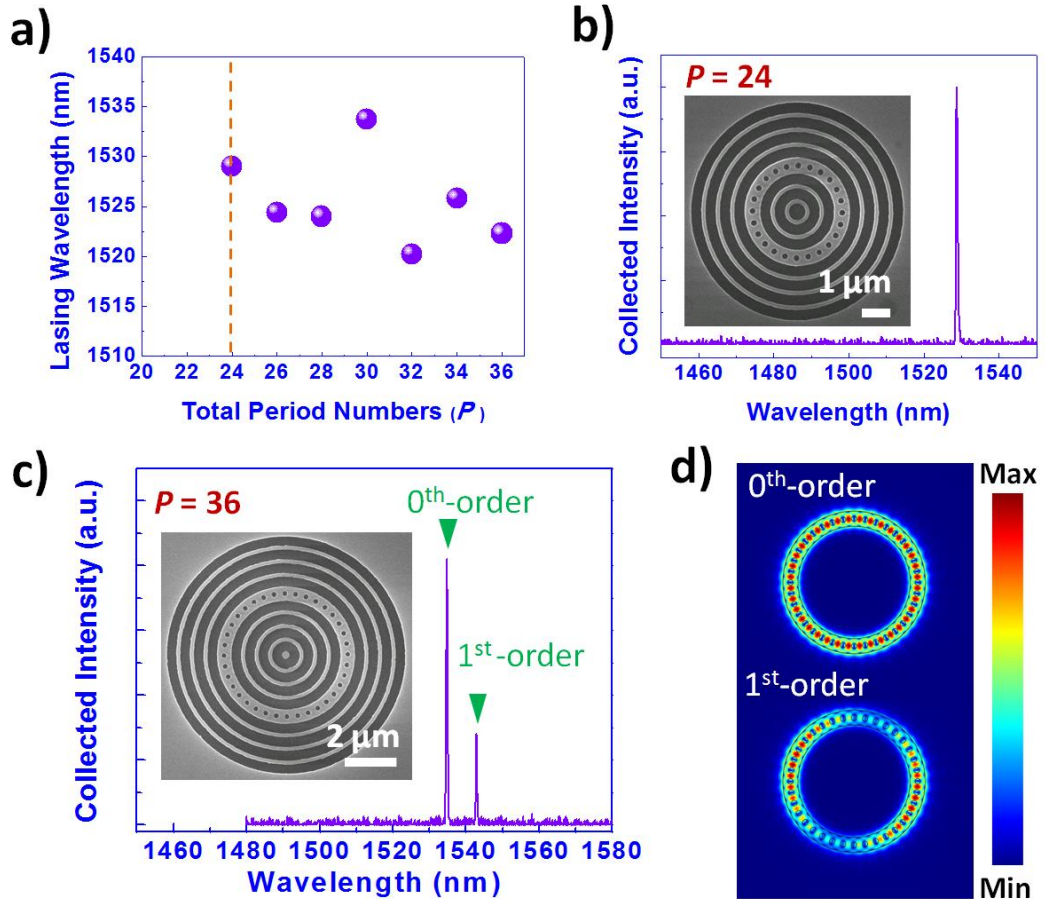 a)
Lasing Wavelength (nm)
1540
1535
1530
1525
1520
1515
1510
20 22 24 26 28 30 32 34 36
Total Period Numbers (P)
b)
Collected Intensity (a.u.)
P = 24
1 μm
1460 1480 1500 1520 1540
Wavelength (nm)
c)
Collected Intensity (a.u.)
P = 36
0th-order
1st-order
2 μm
1460 1480 1500 1520 1540 1560 1580
Wavelength (nm)
d)
0th-order
1st-order
Max
Min